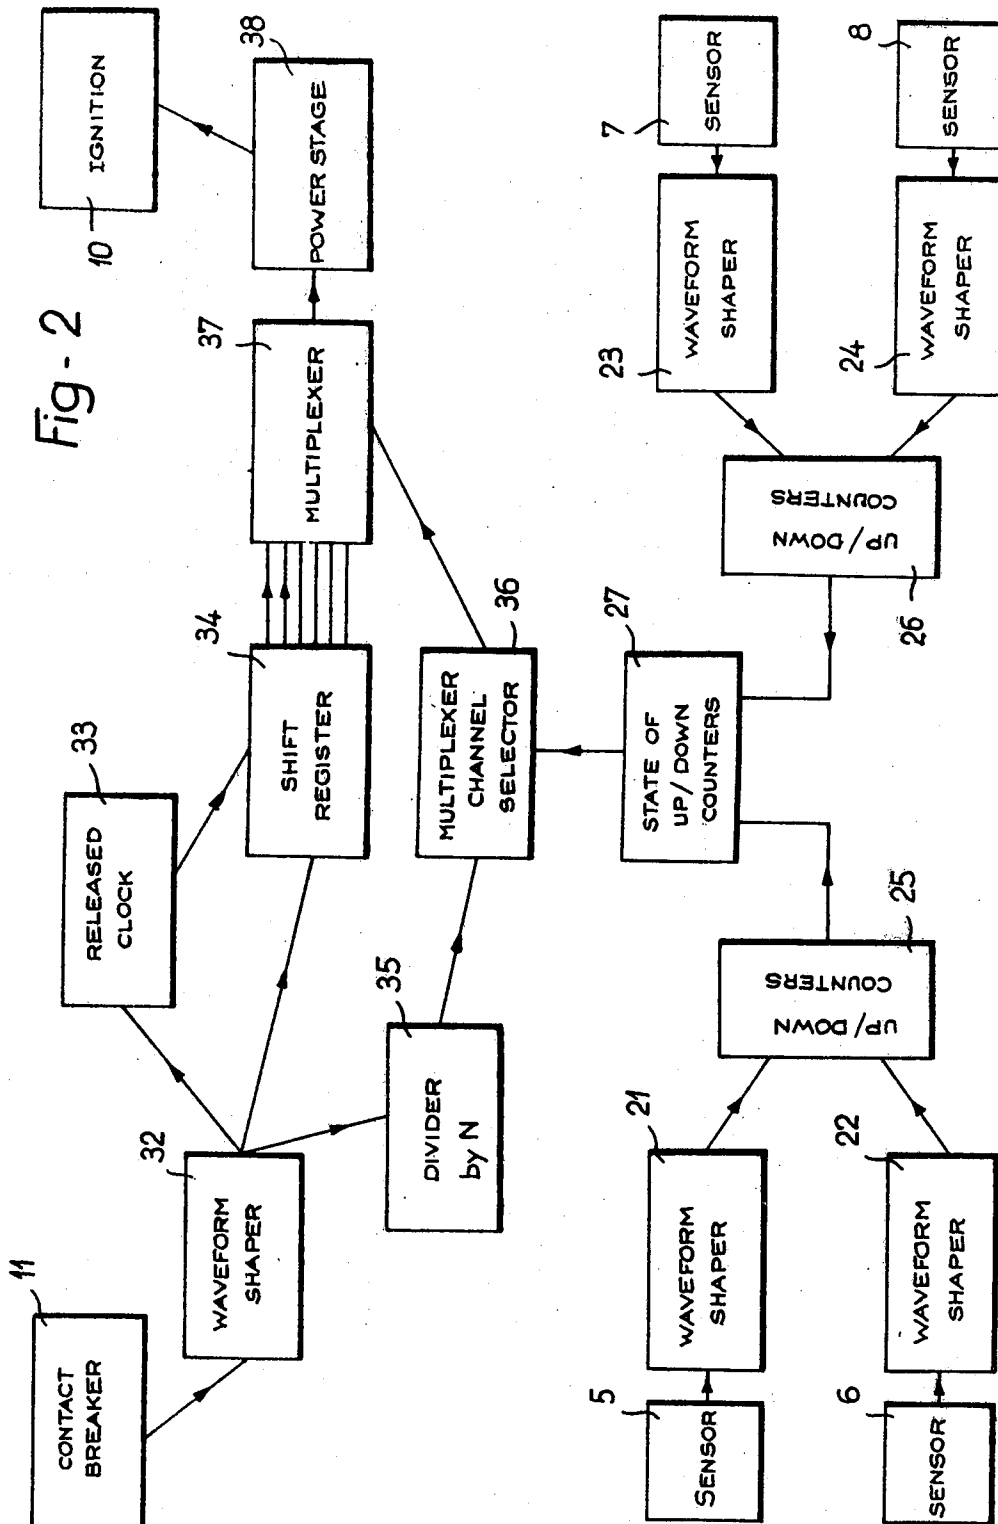 Fig - 2
11
CONTACT
BREAKER
32
WAVEFORM
SHAPER
33
RELEASED
CLOCK
34
SHIFT
REGISTER
35
DIVIDER
by N
36
MULTIPLEXER
CHANNEL
SELECTOR
37
MULTIPLEXER
38
POWER STAGE
10
IGNITION
5
SENSOR
21
WAVEFORM
SHAPER
6
SENSOR
22
WAVEFORM
SHAPER
25
UP/DOWN
COUNTERS
27
STATE OF
UP/DOWN
COUNTERS
26
UP/DOWN
COUNTERS
23
WAVEFORM
SHAPER
7
SENSOR
24
WAVEFORM
SHAPER
8
SENSOR